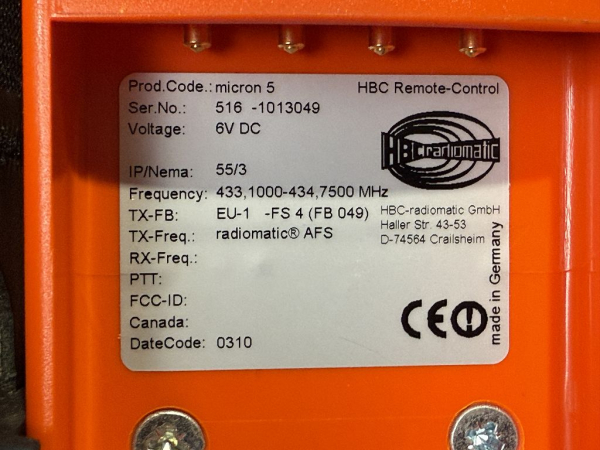 Prod.Code.: micron 5 HBC Remote-Control
Ser.No.: 516 -1013049
Voltage: 6V DC
HBC radiomatic
IP/Nema: 55/3
Frequency: 433,1000-434,7500 MHz
TX-FB: EU-1 -FS 4 (FB 049)
TX-Freq.: radiomatic® AFS
RX-Freq.:
PTT:
FCC-ID:
Canada:
DateCode: 0310
HBC-radiomatic GmbH
Haller Str. 43-53
D-74564 Crailsheim
CE
made in Germany